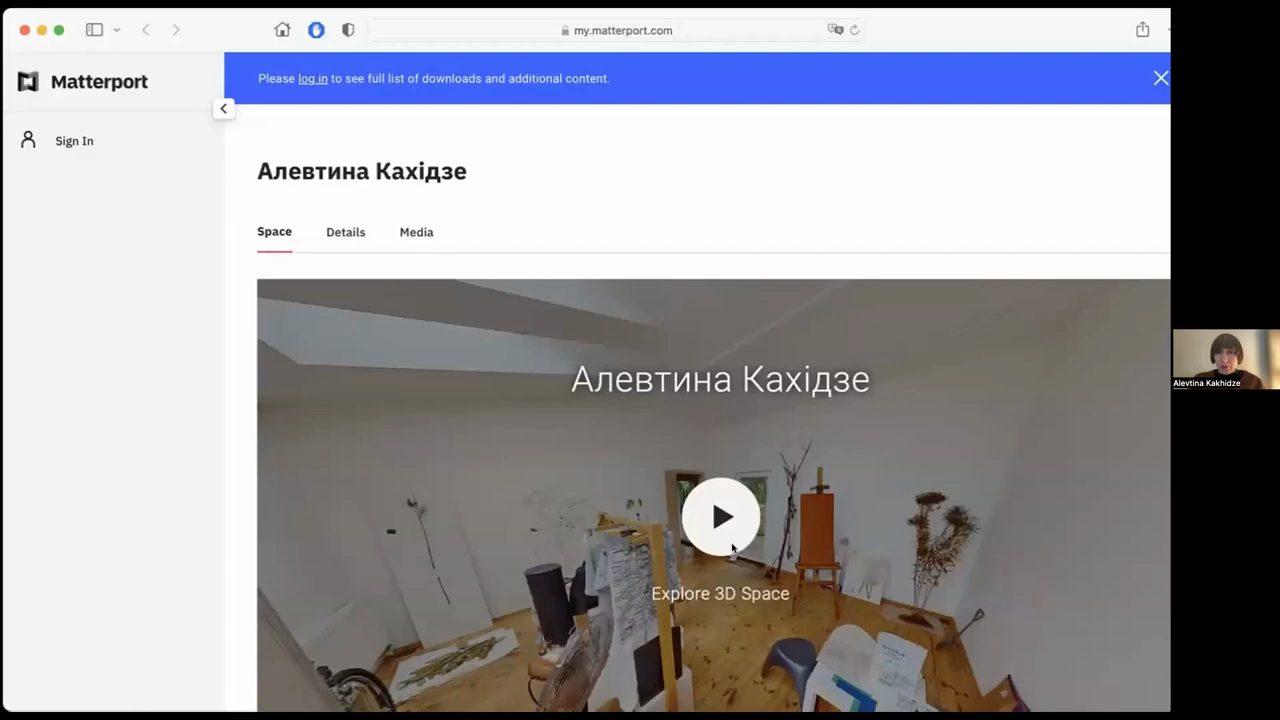 my.matterport.com
Matterport
Please log in to see full list of downloads and additional content.
Sign In
Алевтина Кахідзе
Space
Details
Media
Алевтина Кахідзе
Explore 3D Space
Alevtina Kakhidze